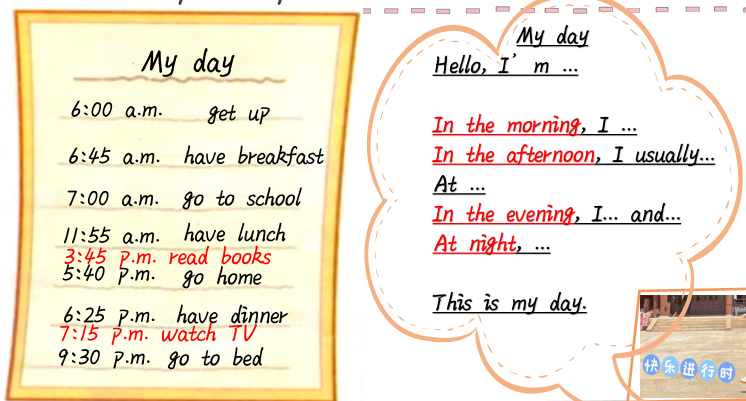 My day
6:00 a.m. get up
6:45 a.m. have breakfast
7:00 a.m. go to school
11:55 a.m. have lunch
3:45 p.m. read books
5:40 p.m. go home
6:25 p.m. have dinner
7:15 p.m. watch TV
9:30 p.m. go to bed
My day
Hello, I'm ...
In the morning, I ...
In the afternoon, I usually...
At ...
In the evening, I... and...
At night, ...
This is my day.
快乐进行时